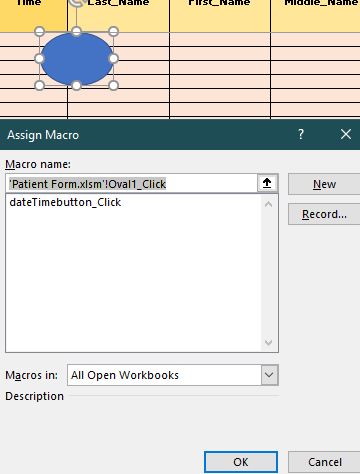 Time Last_Name First_Name Middle_Name
Assign Macro ? X
Macro name:
'Patient Form.xlsm'!Oval1_Click
New
dateTimebutton_Click
Record...
Macros in: All Open Workbooks
Description
OK Cancel